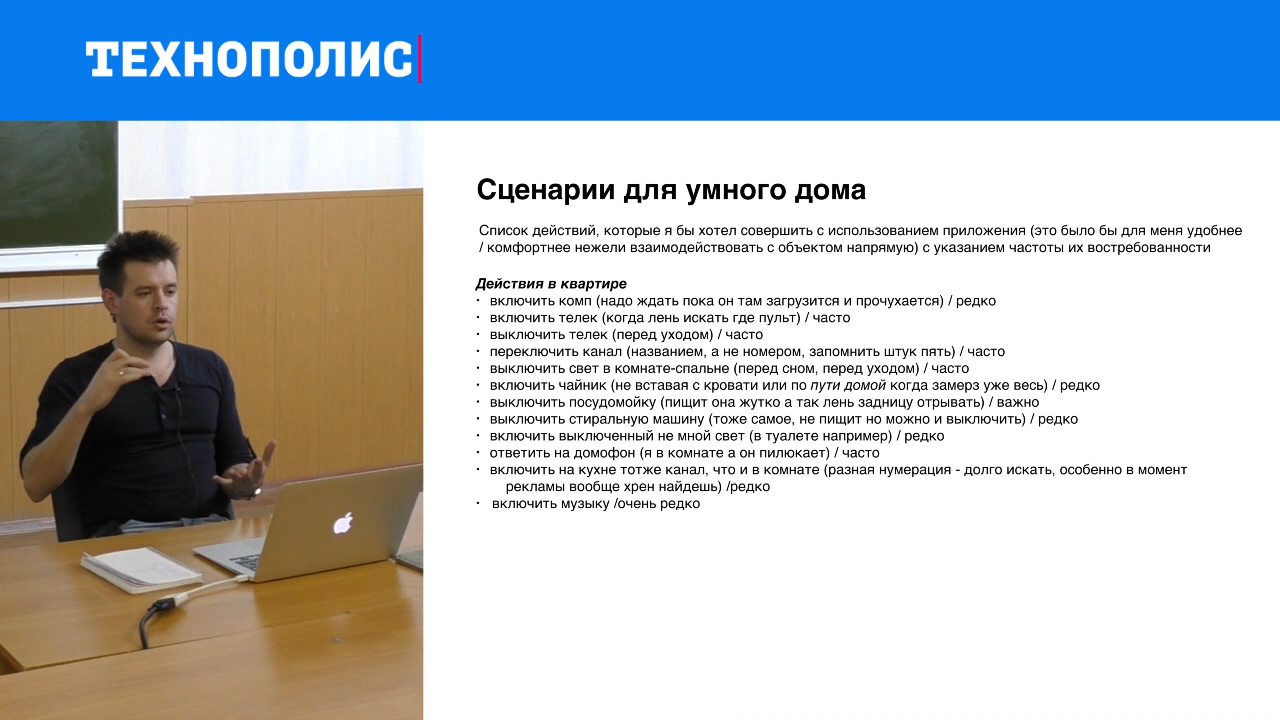 ТЕХНОПОЛИС
Сценарии для умного дома
Список действий, которые я бы хотел совершить с использованием приложения (это было бы для меня удобнее
/ комфортнее нежели взаимодействовать с объектом напрямую) с указанием частоты их востребованности
Действия в квартире
· включить комп (надо ждать пока он там загрузится и прочухается) / редко
· включить телек (когда лень искать где пульт) / часто
· выключить телек (перед уходом) / часто
· переключить канал (названием, а не номером, запомнить штук пять) / часто
· выключить свет в комнате-спальне (перед сном, перед уходом) / часто
· включить чайник (не вставая с кровати или по пути домой когда замерз уже весь) / редко
· выключить посудомойку (пищит она жутко а так лень задницу отрывать) / важно
· выключить стиральную машину (тоже самое, не пищит но можно и выключить) / редко
· включить выключенный не мной свет (в туалете например) / редко
· ответить на домофон (я в комнате а он пилюкает) / часто
· включить на кухне тотже канал, что и в комнате (разная нумерация - долго искать, особенно в момент
рекламы вообще хрен найдешь) /редко
· включить музыку /очень редко